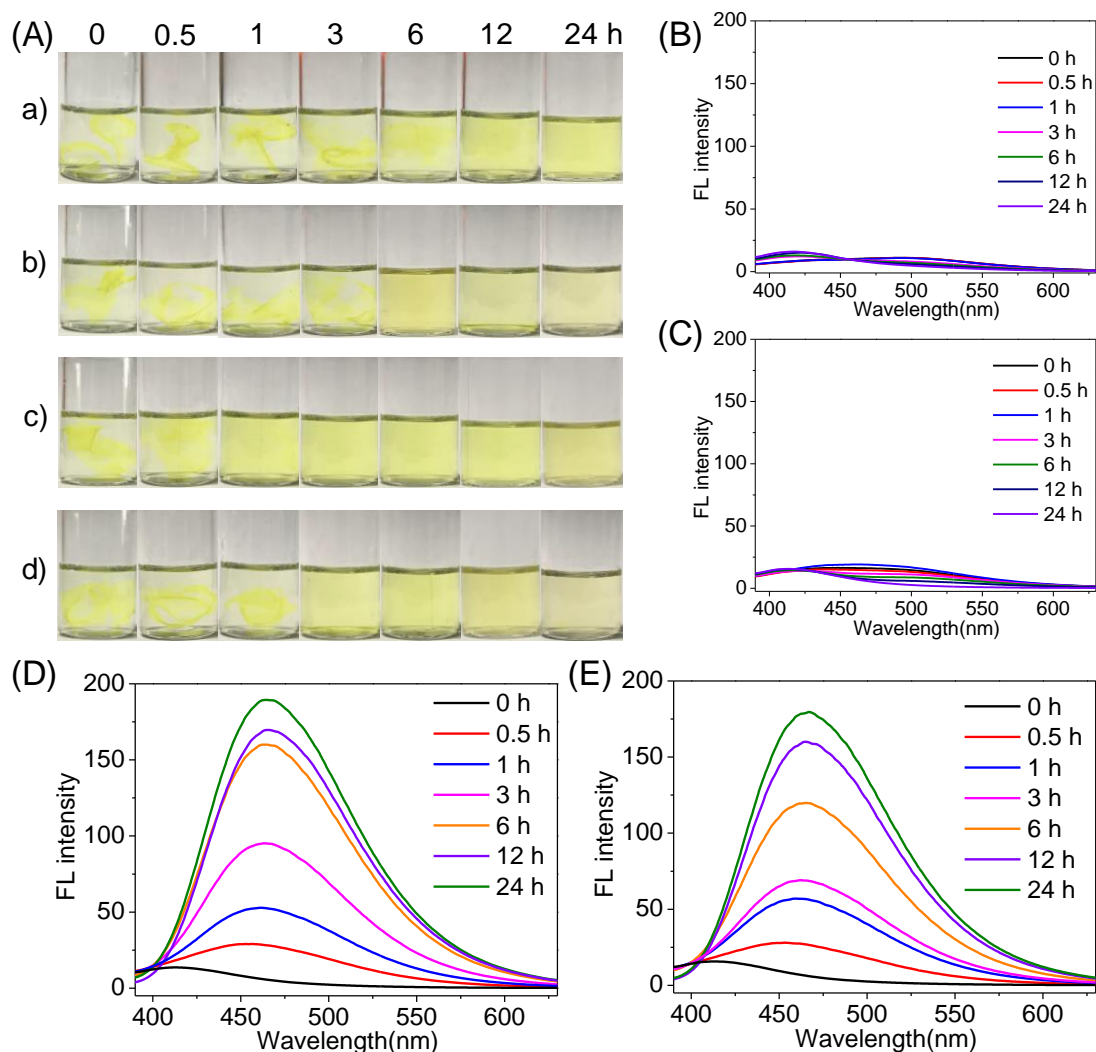 (A) 0 0.5 1 3 6 12 24 h
a)
b)
c)
d)
(B)
200
150
100
50
0
FL intensity
0 h
0.5 h
1 h
3 h
6 h
12 h
24 h
400 450 500 550 600
Wavelength(nm)
(C)
200
150
100
50
0
FL intensity
0 h
0.5 h
1 h
3 h
6 h
12 h
24 h
400 450 500 550 600
Wavelength(nm)
(D)
200
150
100
50
0
FL intensity
0 h
0.5 h
1 h
3 h
6 h
12 h
24 h
400 450 500 550 600
Wavelength(nm)
(E)
200
150
100
50
0
FL intensity
0 h
0.5 h
1 h
3 h
6 h
12 h
24 h
400 450 500 550 600
Wavelength(nm)